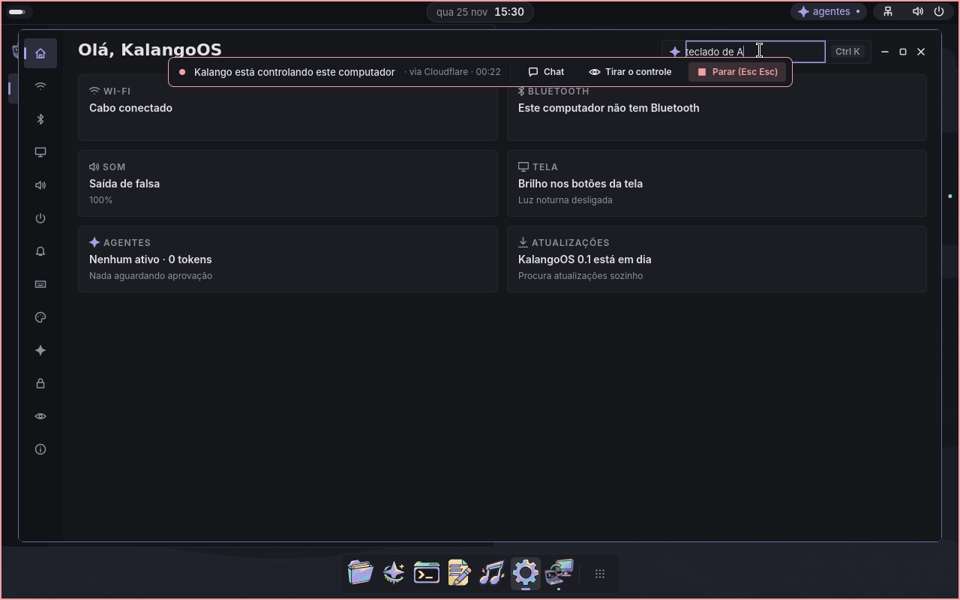 qua 25 nov 15:30
agentes
Olá, KalangoOS
teclado de A
Ctrl K
Kalango está controlando este computador · via Cloudflare · 00:22
Chat
Tirar o controle
Parar (Esc Esc)
WI-FI
Cabo conectado
BLUETOOTH
Este computador não tem Bluetooth
SOM
Saída de falsa
100%
TELA
Brilho nos botões da tela
Luz noturna desligada
AGENTES
Nenhum ativo · 0 tokens
Nada aguardando aprovação
ATUALIZAÇÕES
KalangoOS 0.1 está em dia
Procura atualizações sozinho